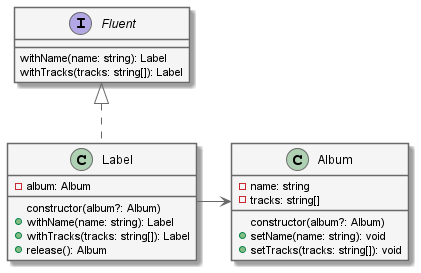 I Fluent
withName(name: string): Label
withTracks(tracks: string[]): Label
C Label
album: Album
constructor(album?: Album)
withName(name: string): Label
withTracks(tracks: string[]): Label
release(): Album
C Album
name: string
tracks: string[]
constructor(album?: Album)
setName(name: string): void
setTracks(tracks: string[]): void